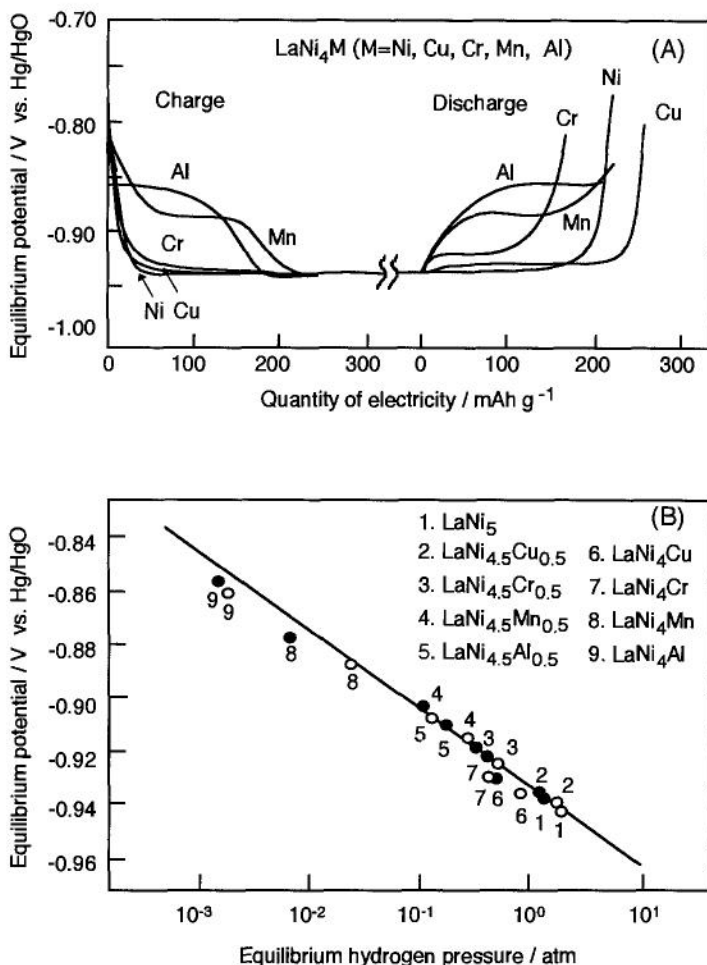 -0.70
LaNi4M (M=Ni, Cu, Cr, Mn, Al)
(A)
Charge
Discharge
Ni
Cr
Cu
-0.80
Al
Al
Mn
Mn
Cr
-0.90
Ni Cu
-1.00
0 100 200 300 0 100 200 300
Equilibrium potential / V vs. Hg/HgO
Quantity of electricity / mAh g-1
(B)
1. LaNi5
2. LaNi4.5Cu0.5
3. LaNi4.5Cr0.5
4. LaNi4.5Mn0.5
5. LaNi4.5Al0.5
6. LaNi4Cu
7. LaNi4Cr
8. LaNi4Mn
9. LaNi4Al
-0.84
-0.86
-0.88
-0.90
-0.92
-0.94
-0.96
9 9
8 8
4
5 5 4
3 3
7 7 6 6
2 2
1 1
10-3 10-2 10-1 100 101
Equilibrium potential / V vs. Hg/HgO
Equilibrium hydrogen pressure / atm